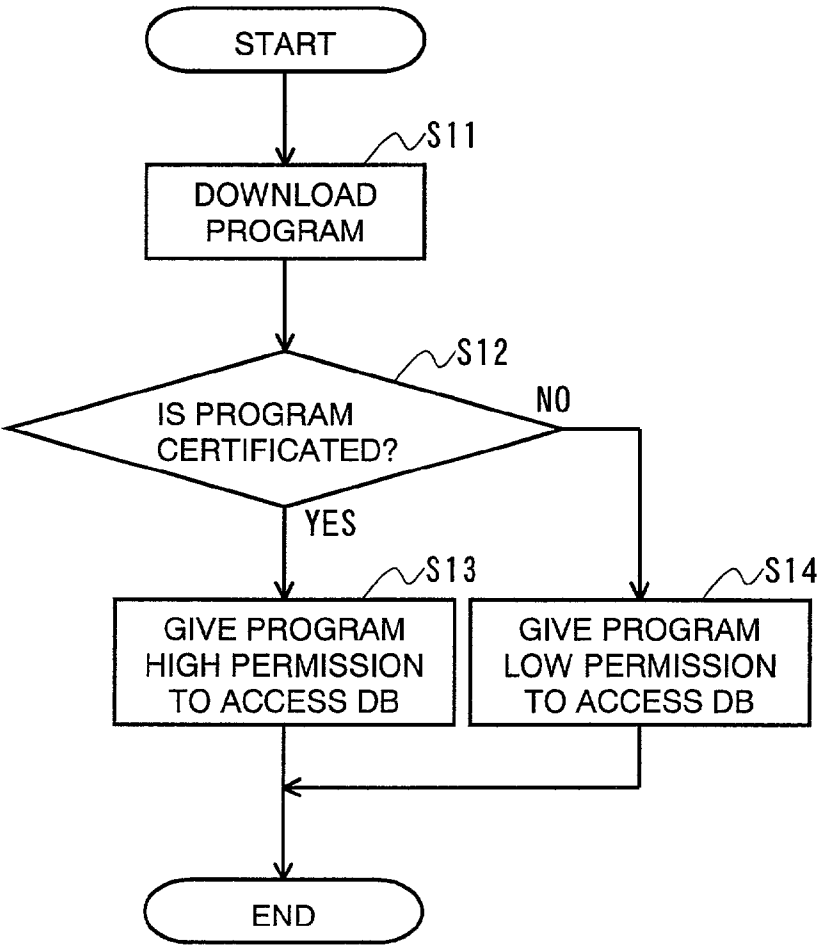 START
S11
DOWNLOAD
PROGRAM
S12
IS PROGRAM
CERTIFICATED?
NO
YES
S13
GIVE PROGRAM
HIGH PERMISSION
TO ACCESS DB
S14
GIVE PROGRAM
LOW PERMISSION
TO ACCESS DB
END